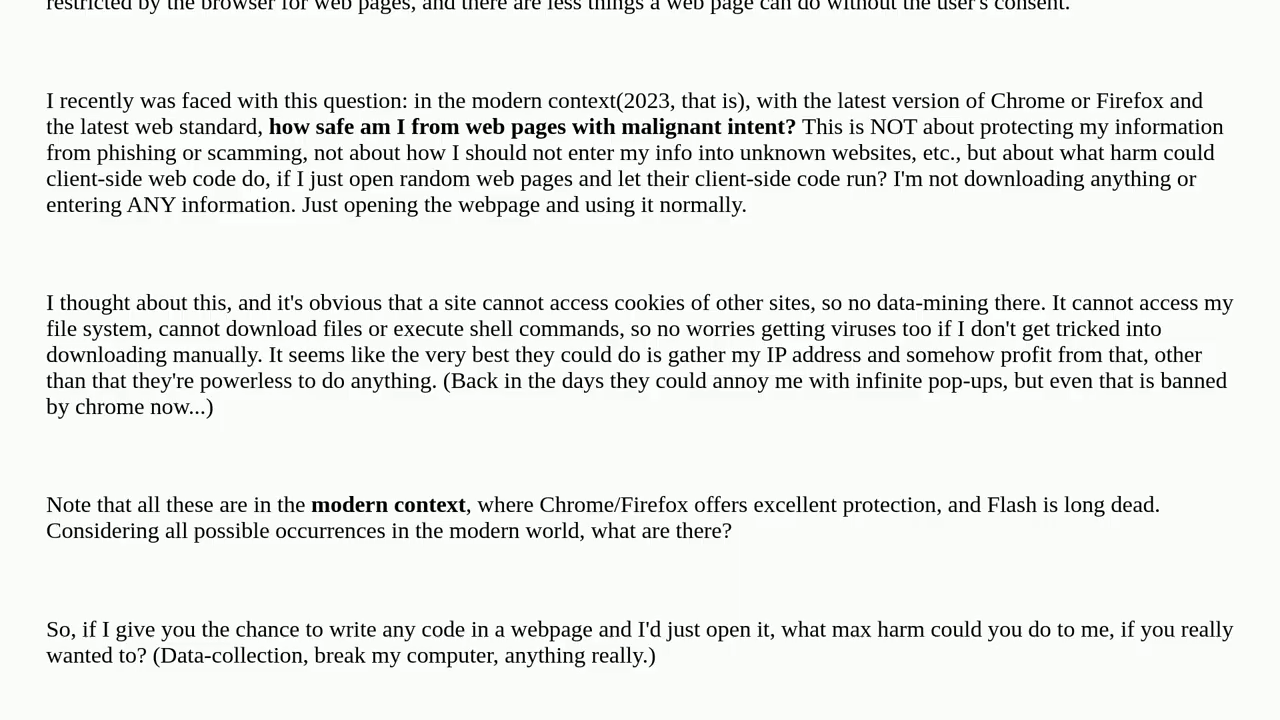 restricted by the browser for web pages, and there are less things a web page can do without the user's consent.
I recently was faced with this question: in the modern context(2023, that is), with the latest version of Chrome or Firefox and
the latest web standard, how safe am I from web pages with malignant intent? This is NOT about protecting my information
from phishing or scamming, not about how I should not enter my info into unknown websites, etc., but about what harm could
client-side web code do, if I just open random web pages and let their client-side code run? I'm not downloading anything or
entering ANY information. Just opening the webpage and using it normally.
I thought about this, and it's obvious that a site cannot access cookies of other sites, so no data-mining there. It cannot access my
file system, cannot download files or execute shell commands, so no worries getting viruses too if I don't get tricked into
downloading manually. It seems like the very best they could do is gather my IP address and somehow profit from that, other
than that they're powerless to do anything. (Back in the days they could annoy me with infinite pop-ups, but even that is banned
by chrome now...)
Note that all these are in the modern context, where Chrome/Firefox offers excellent protection, and Flash is long dead.
Considering all possible occurrences in the modern world, what are there?
So, if I give you the chance to write any code in a webpage and I'd just open it, what max harm could you do to me, if you really
wanted to? (Data-collection, break my computer, anything really.)